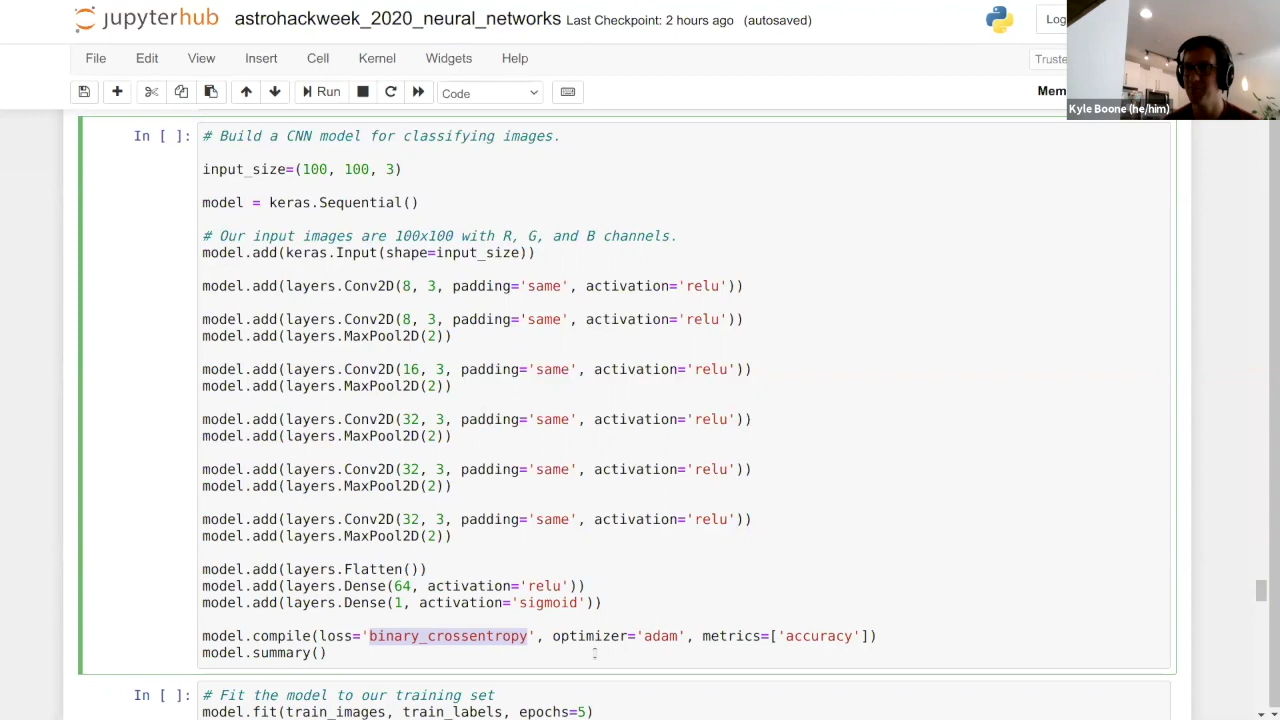 jupyterhub astrohackweek_2020_neural_networks Last Checkpoint: 2 hours ago (autosaved)
File Edit View Insert Cell Kernel Widgets Help
Run Code
Kyle Boone (he/him)
In [ ]: # Build a CNN model for classifying images.
input_size=(100, 100, 3)
model = keras.Sequential()
# Our input images are 100x100 with R, G, and B channels.
model.add(keras.Input(shape=input_size))
model.add(layers.Conv2D(8, 3, padding='same', activation='relu'))
model.add(layers.Conv2D(8, 3, padding='same', activation='relu'))
model.add(layers.MaxPool2D(2))
model.add(layers.Conv2D(16, 3, padding='same', activation='relu'))
model.add(layers.MaxPool2D(2))
model.add(layers.Conv2D(32, 3, padding='same', activation='relu'))
model.add(layers.MaxPool2D(2))
model.add(layers.Conv2D(32, 3, padding='same', activation='relu'))
model.add(layers.MaxPool2D(2))
model.add(layers.Conv2D(32, 3, padding='same', activation='relu'))
model.add(layers.MaxPool2D(2))
model.add(layers.Flatten())
model.add(layers.Dense(64, activation='relu'))
model.add(layers.Dense(1, activation='sigmoid'))
model.compile(loss='binary_crossentropy', optimizer='adam', metrics=['accuracy'])
model.summary()
In [ ]: # Fit the model to our training set
model.fit(train_images, train_labels, epochs=5)